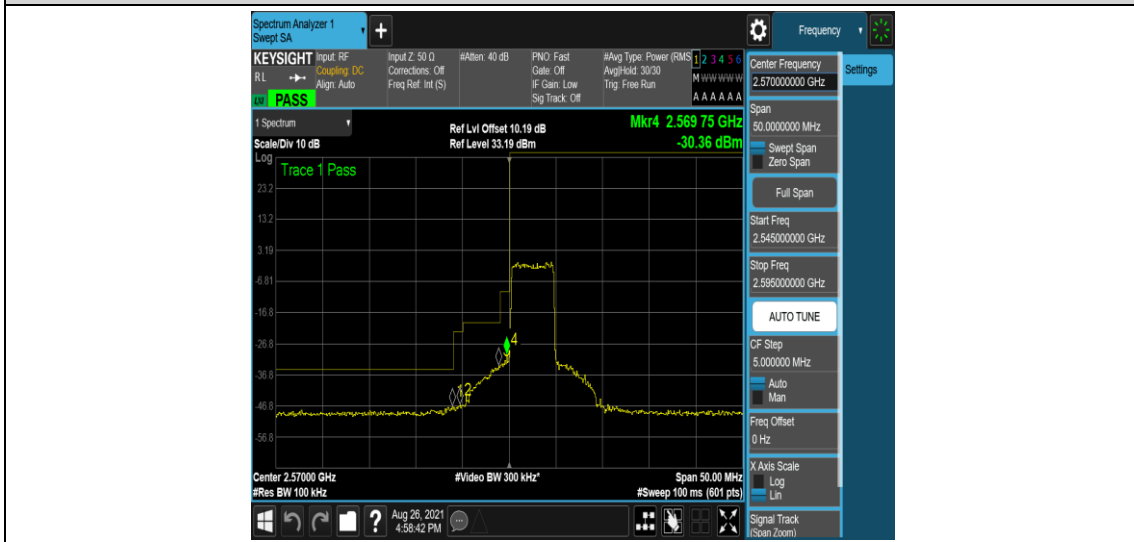 Spectrum Analyzer 1
Swept SA
+
Frequency
KEYSIGHT
Input: RF
Input Z: 50 Ω
#Atten: 40 dB
PNO: Fast
#Avg Type: Power (RMS
1 2 3 4 5 6
R L
Coupling: DC
Corrections: Off
Gate: Off
Avg|Hold: 30/30
M W W W W W
Align: Auto
Freq Ref: Int (S)
IF Gain: Low
Trig: Free Run
Sig Track: Off
A A A A A A
LXI
PASS
1 Spectrum
Ref Lvl Offset 10.19 dB
Mkr4 2.569 75 GHz
Scale/Div 10 dB
Ref Level 33.19 dBm
-30.36 dBm
Log
Trace 1 Pass
23.2
13.2
3.19
-6.81
-16.8
-26.8
-36.8
-46.8
-56.8
4
1
2
Center 2.57000 GHz
#Video BW 300 kHz*
Span 50.00 MHz
#Res BW 100 kHz
#Sweep 100 ms (601 pts)
Center Frequency
2.570000000 GHz
Settings
Span
50.0000000 MHz
Swept Span
Zero Span
Full Span
Start Freq
2.545000000 GHz
Stop Freq
2.595000000 GHz
AUTO TUNE
CF Step
5.000000 MHz
Auto
Man
Freq Offset
0 Hz
X Axis Scale
Log
Lin
Signal Track
(Span Zoom)
?
Aug 26, 2021
4:58:42 PM